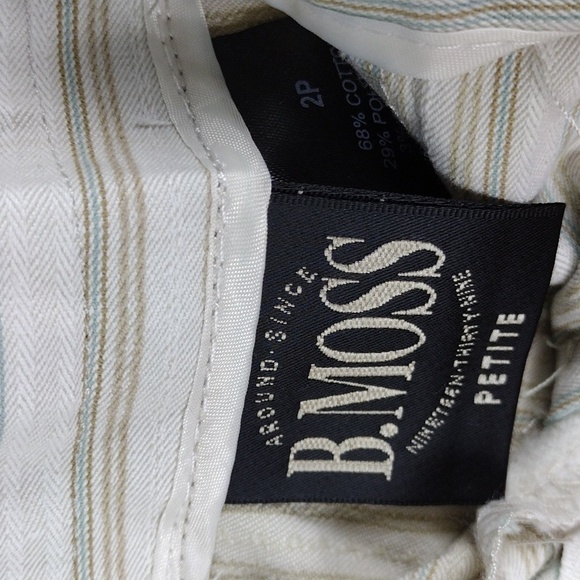 AROUND·SINCE
B.MOSS
NINETEEN·THIRTY·NINE
PETITE
2P
68% COTT
29% PO